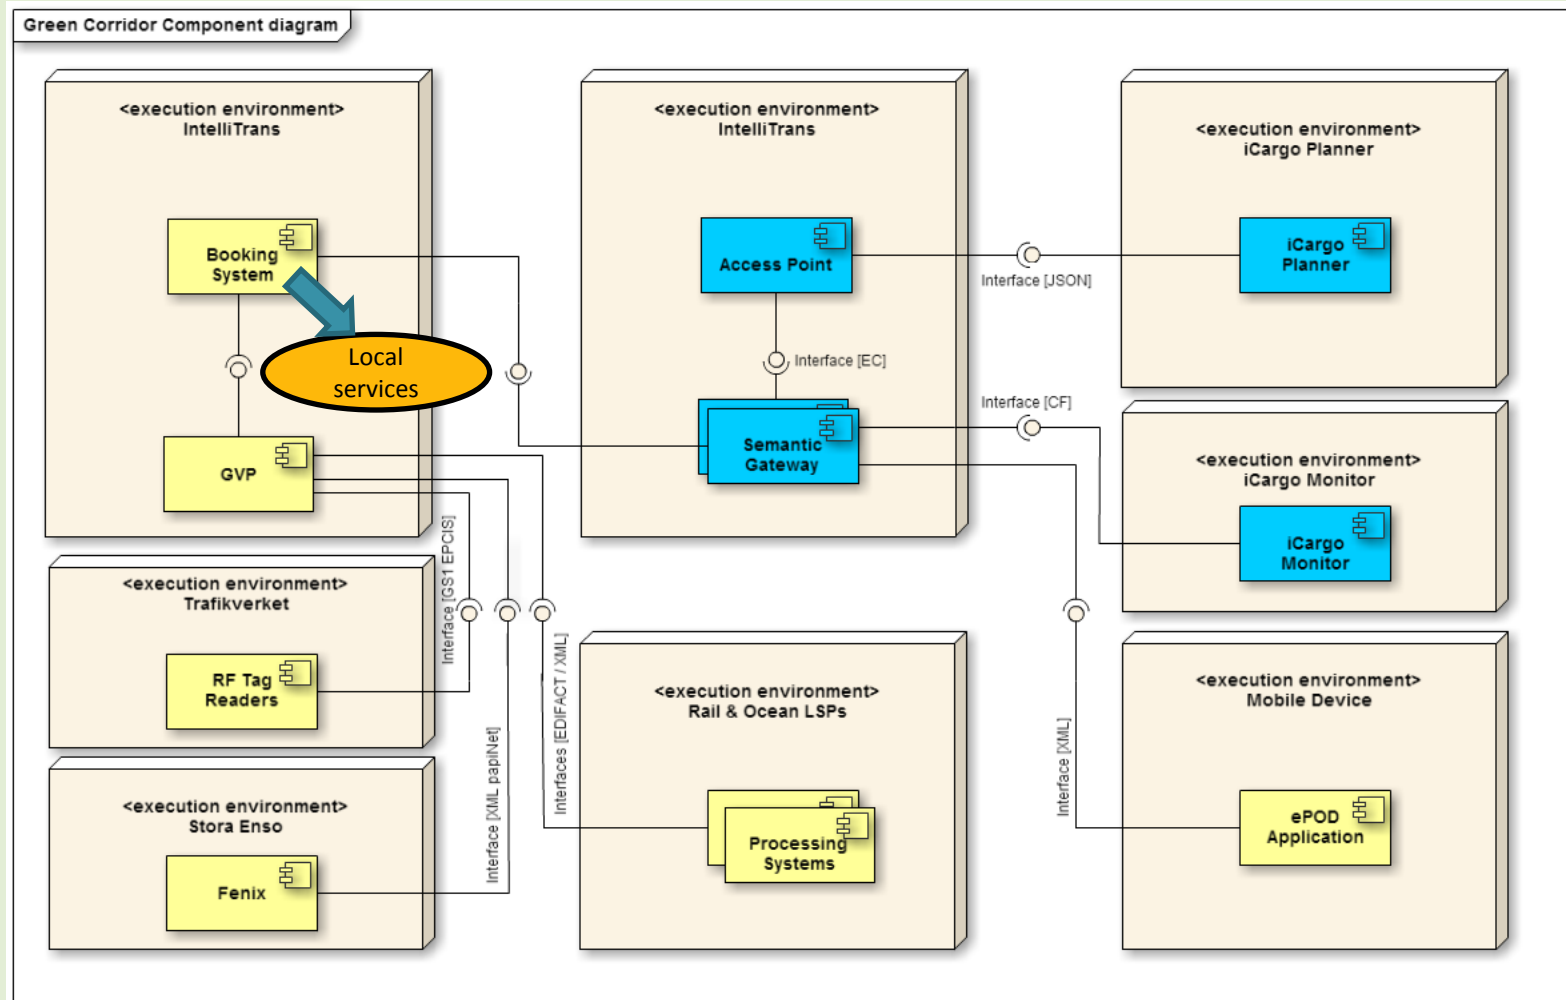 Green Corridor Component diagram
<execution environment>
IntelliTrans
Booking
System
Local
services
GVP
<execution environment>
IntelliTrans
Access Point
Interface [EC]
Semantic
Gateway
Interface [JSON]
Interface [CF]
<execution environment>
iCargo Planner
iCargo
Planner
<execution environment>
iCargo Monitor
iCargo
Monitor
<execution environment>
Trafikverket
RF Tag
Readers
Interface [GS1 EPCIS]
<execution environment>
Stora Enso
Fenix
Interface [XML papiNet]
Interfaces [EDIFACT / XML]
<execution environment>
Rail & Ocean LSPs
Processing
Systems
Interface [XML]
<execution environment>
Mobile Device
ePOD
Application